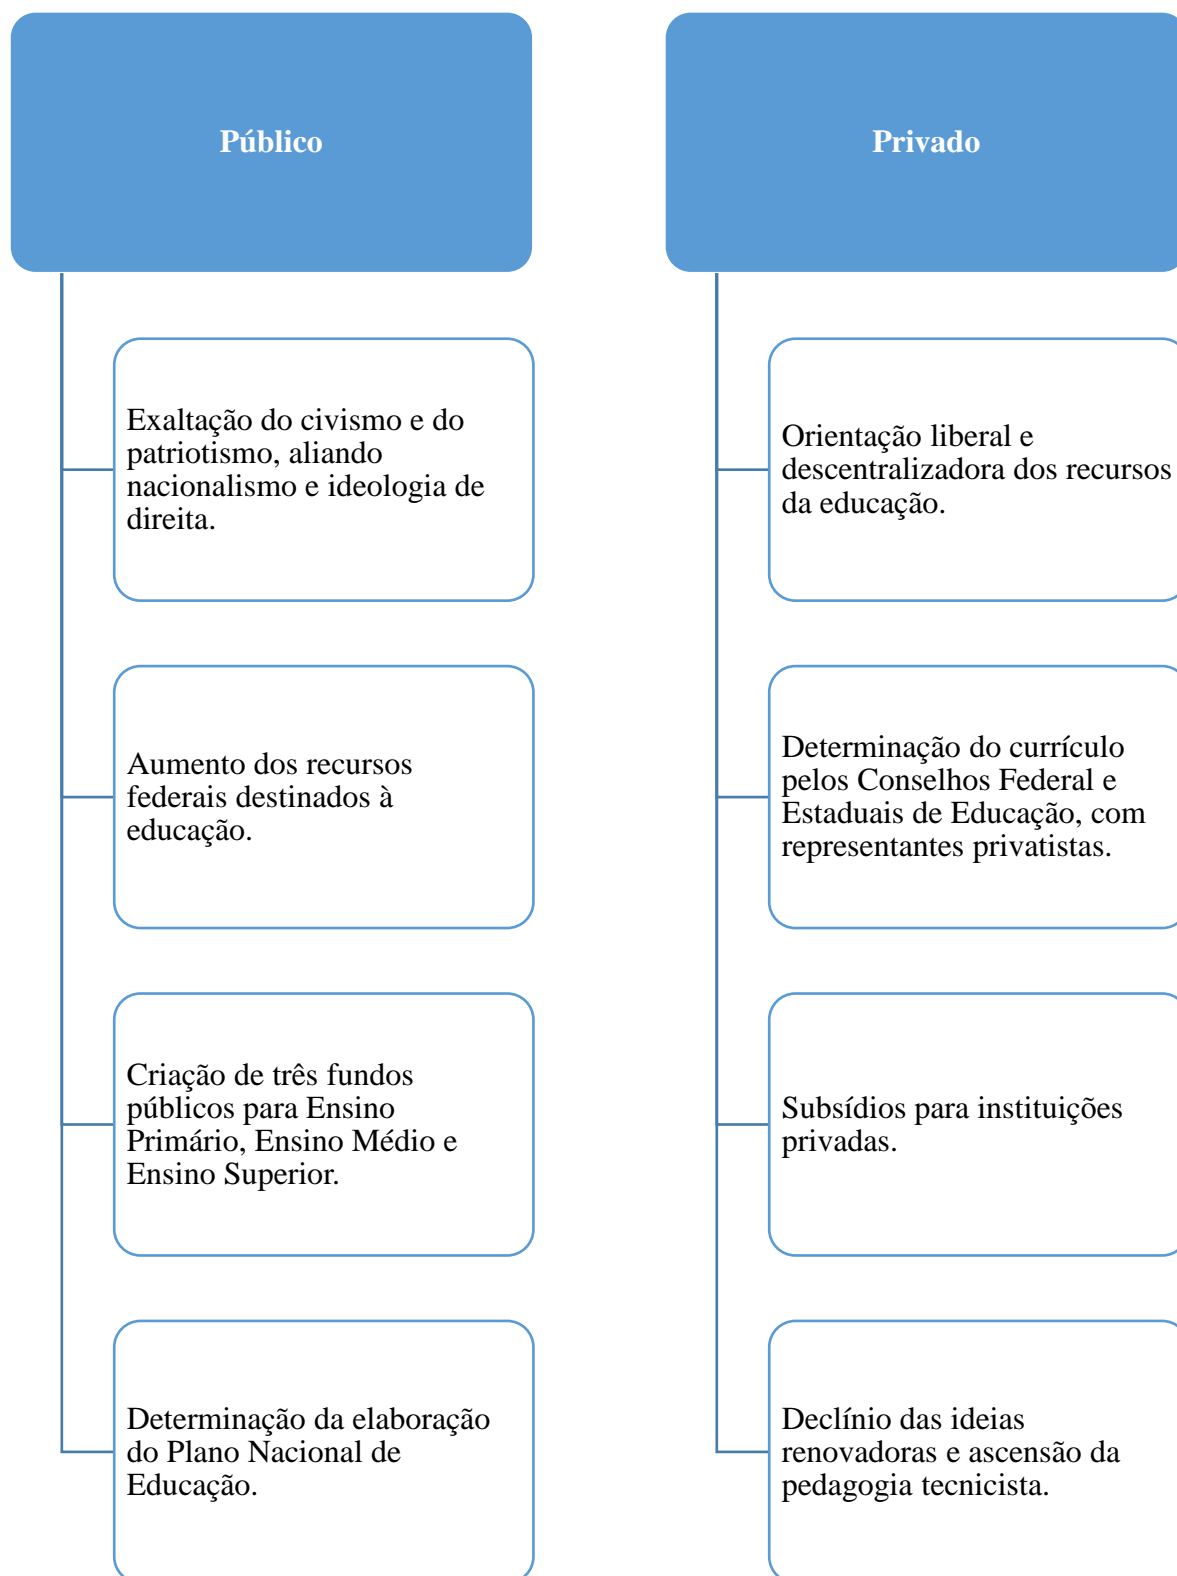 Público
Exaltação do civismo e do
patriotismo, aliando
nacionalismo e ideologia de
direita.
Aumento dos recursos
federais destinados à
educação.
Criação de três fundos
públicos para Ensino
Primário, Ensino Médio e
Ensino Superior.
Determinação da elaboração
do Plano Nacional de
Educação.
Privado
Orientação liberal e
descentralizadora dos recursos
da educação.
Determinação do currículo
pelos Conselhos Federal e
Estaduais de Educação, com
representantes privatistas.
Subsídios para instituições
privadas.
Declínio das ideias
renovadoras e ascensão da
pedagogia tecnicista.